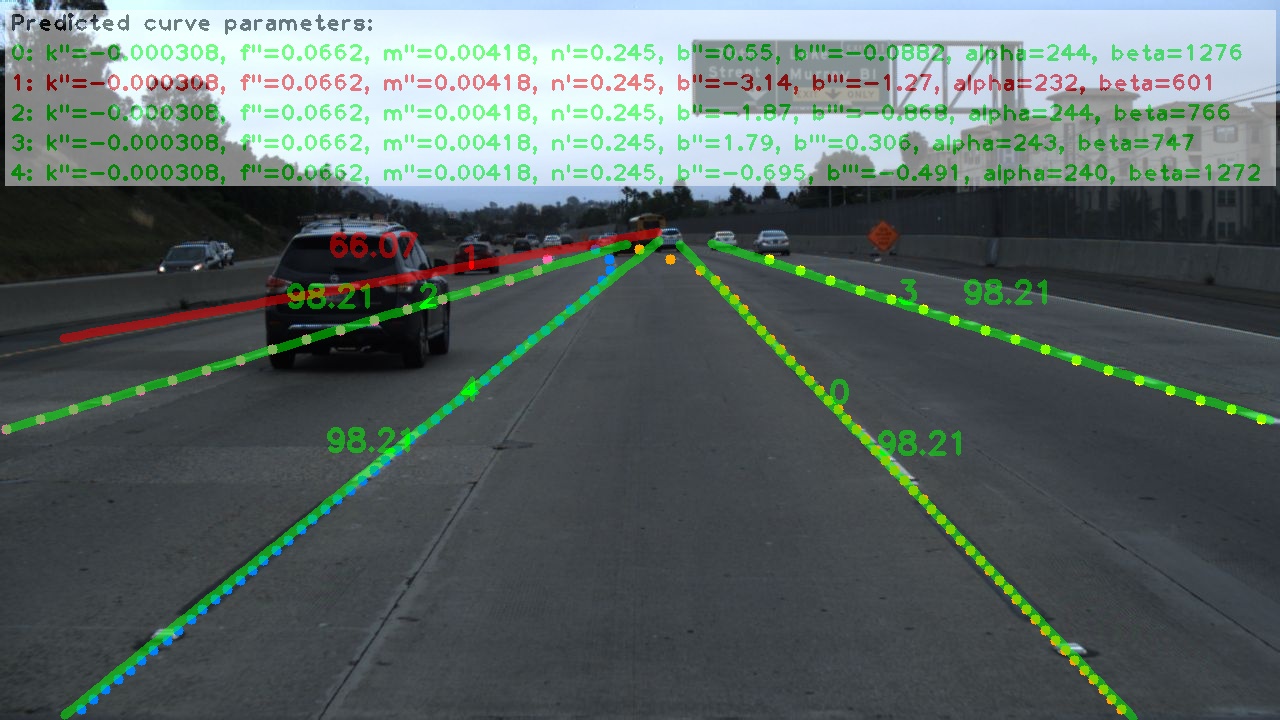 Predicted curve parameters:
0: k''=-0.000308, f''=0.0662, m''=0.00418, n'=0.245, b''=0.55, b'''=-0.0882, alpha=244, beta=1276
1: k''=-0.000308, f''=0.0662, m''=0.00418, n'=0.245, b''=-3.14, b'''=-1.27, alpha=232, beta=601
2: k''=-0.000308, f''=0.0662, m''=0.00418, n'=0.245, b''=-1.87, b'''=-0.868, alpha=244, beta=766
3: k''=-0.000308, f''=0.0662, m''=0.00418, n'=0.245, b''=1.79, b'''=0.306, alpha=243, beta=747
4: k''=-0.000308, f''=0.0662, m''=0.00418, n'=0.245, b''=-0.695, b'''=-0.491, alpha=240, beta=1272
Lake
Street
Bl
ONLY
66.07
1
98.21
2
3
98.21
4
0
98.21
98.21